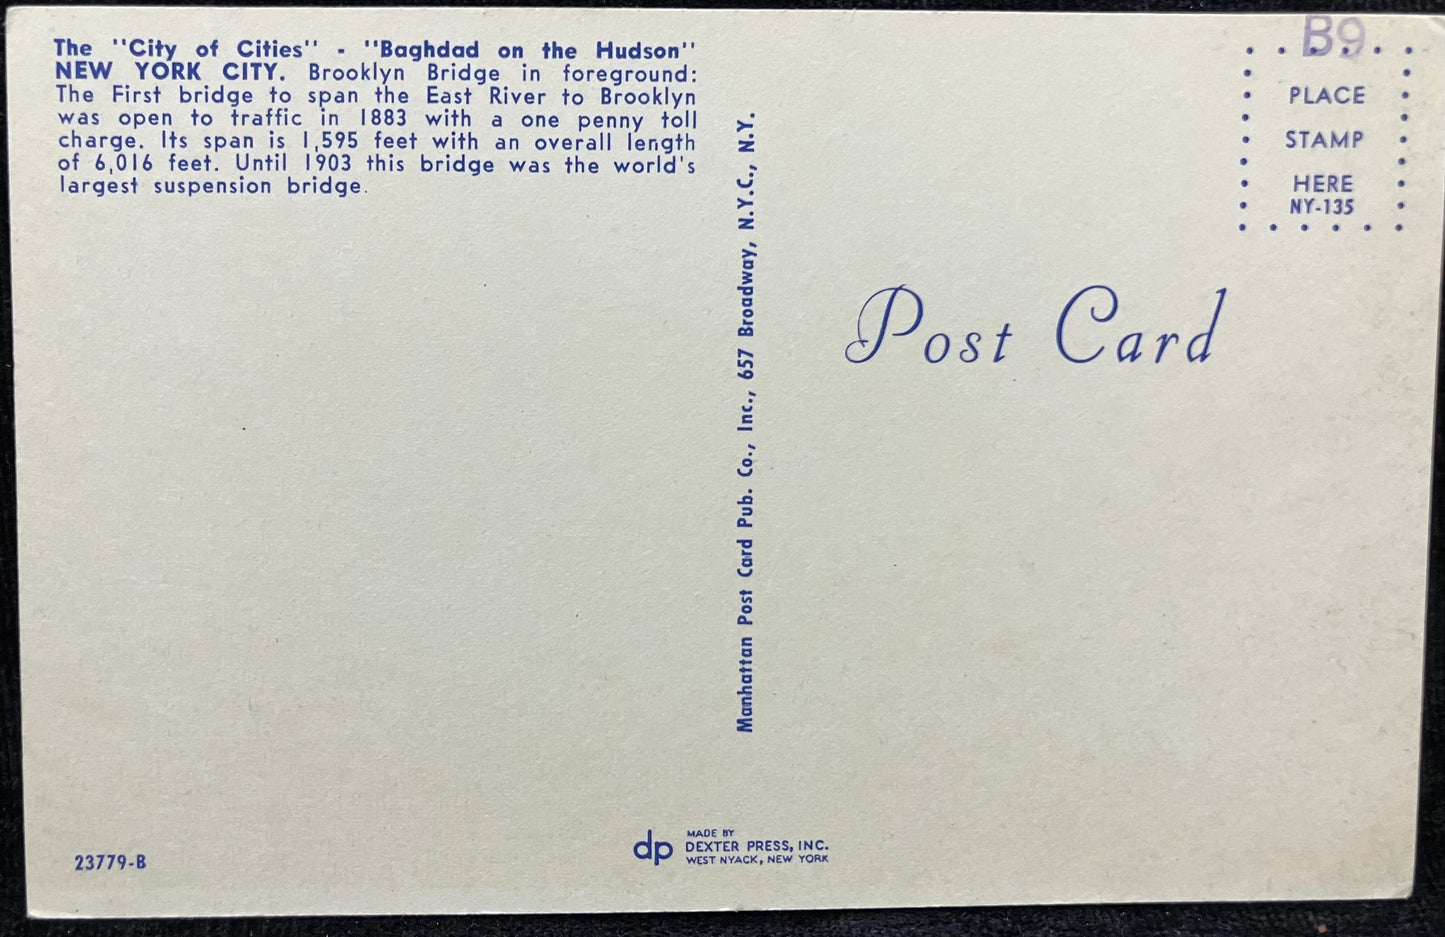 The "City of Cities" - "Baghdad on the Hudson"
NEW YORK CITY. Brooklyn Bridge in foreground:
The First bridge to span the East River to Brooklyn
was open to traffic in 1883 with a one penny toll
charge. Its span is 1,595 feet with an overall length
of 6,016 feet. Until 1903 this bridge was the world's
largest suspension bridge.
23779-B
Manhattan Post Card Pub. Co., Inc., 657 Broadway, N.Y.C., N.Y.
dp
MADE BY
DEXTER PRESS, INC.
WEST NYACK, NEW YORK
B9
PLACE
STAMP
HERE
NY-135
Post Card